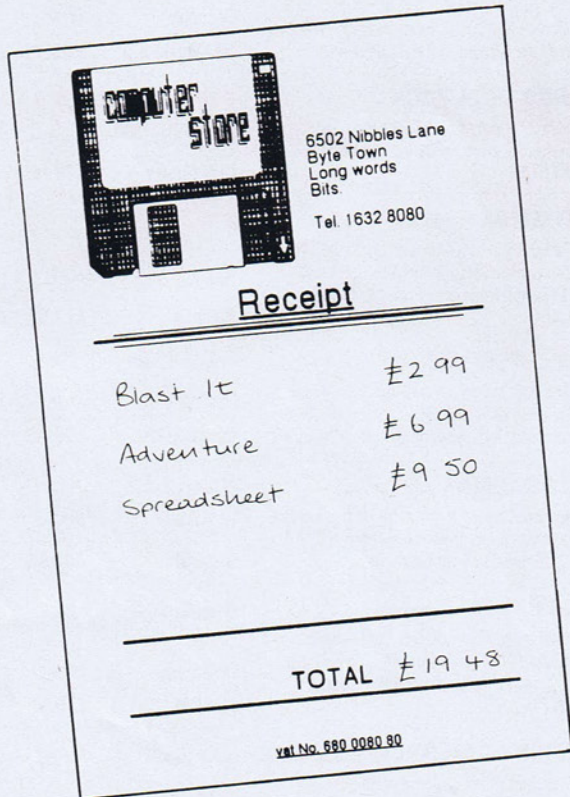 computer
store
6502 Nibbles Lane
Byte Town
Long words
Bits.
Tel. 1632 8080
Receipt
Blast It £2 99
Adventure £6 99
Spreadsheet £9 50
TOTAL £19 48
vat No. 680 0080 80